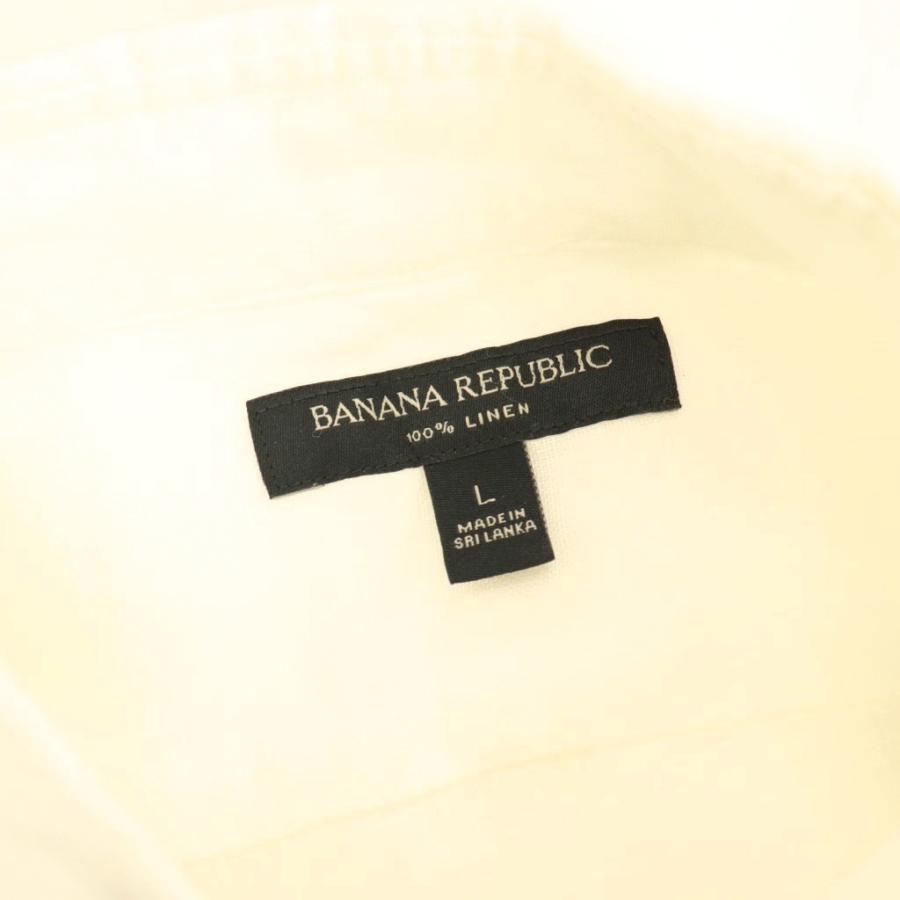 BANANA REPUBLIC
100% LINEN
L
MADE IN
SRI LANKA